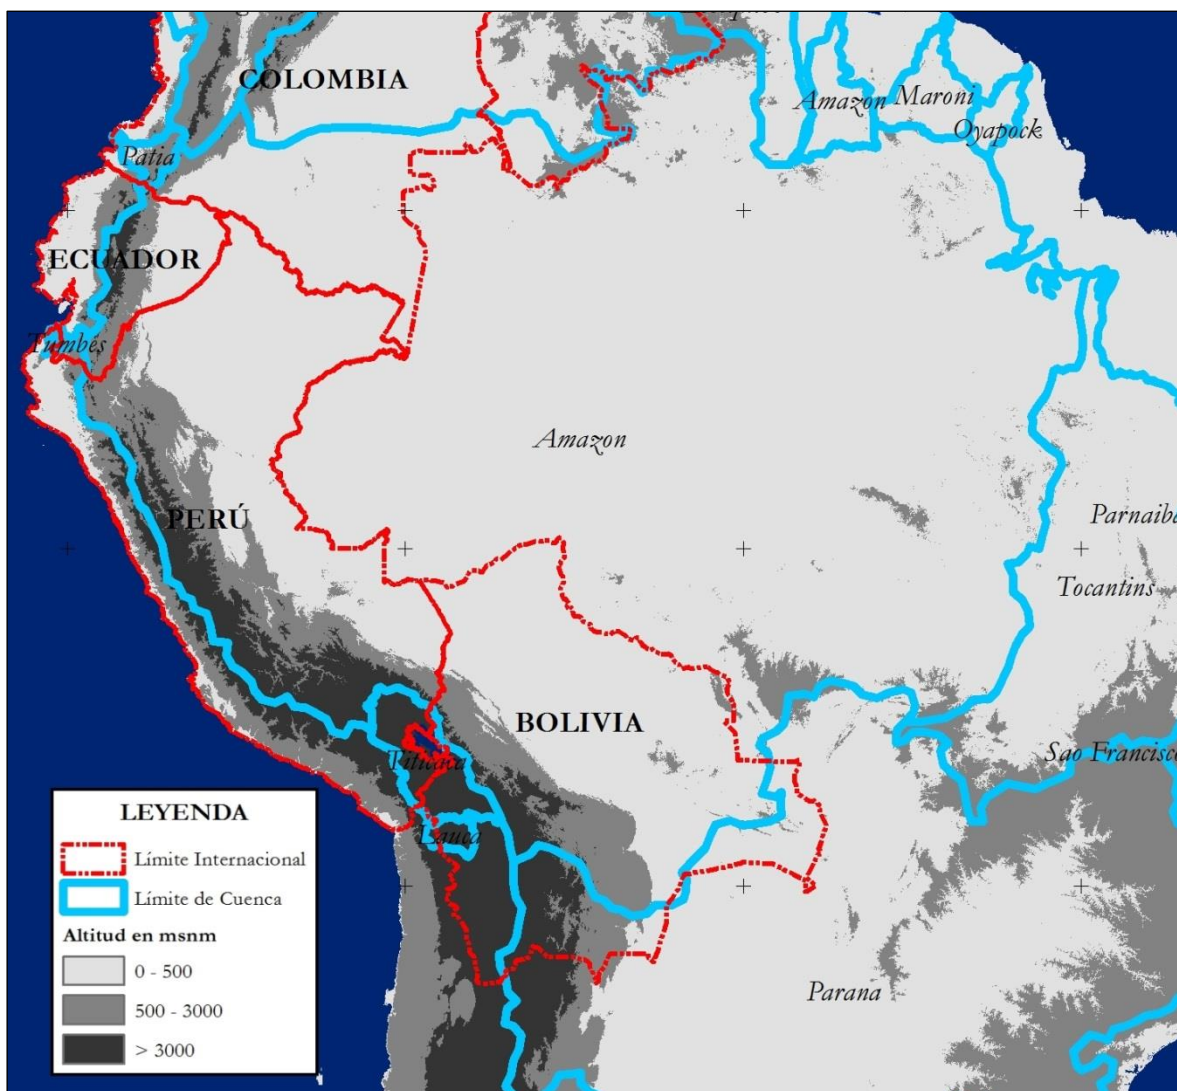 COLOMBIA
Amazon
Maroni
Oyapock
Patia
ECUADOR
Tumbes
Amazon
PERÚ
Parnaiba
Tocantins
BOLIVIA
Titicaca
Sao Francisco
Lauca
Parana
LEYENDA
Límite Internacional
Límite de Cuenca
Altitud en msnm
0 - 500
500 - 3000
> 3000